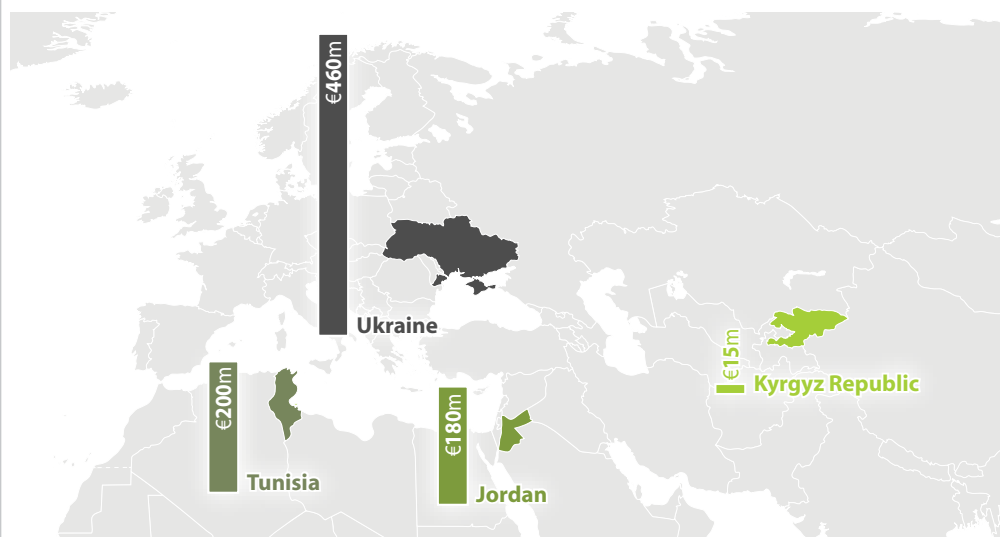 €460m
Ukraine
€15m
Kyrgyz Republic
€200m
Tunisia
€180m
Jordan